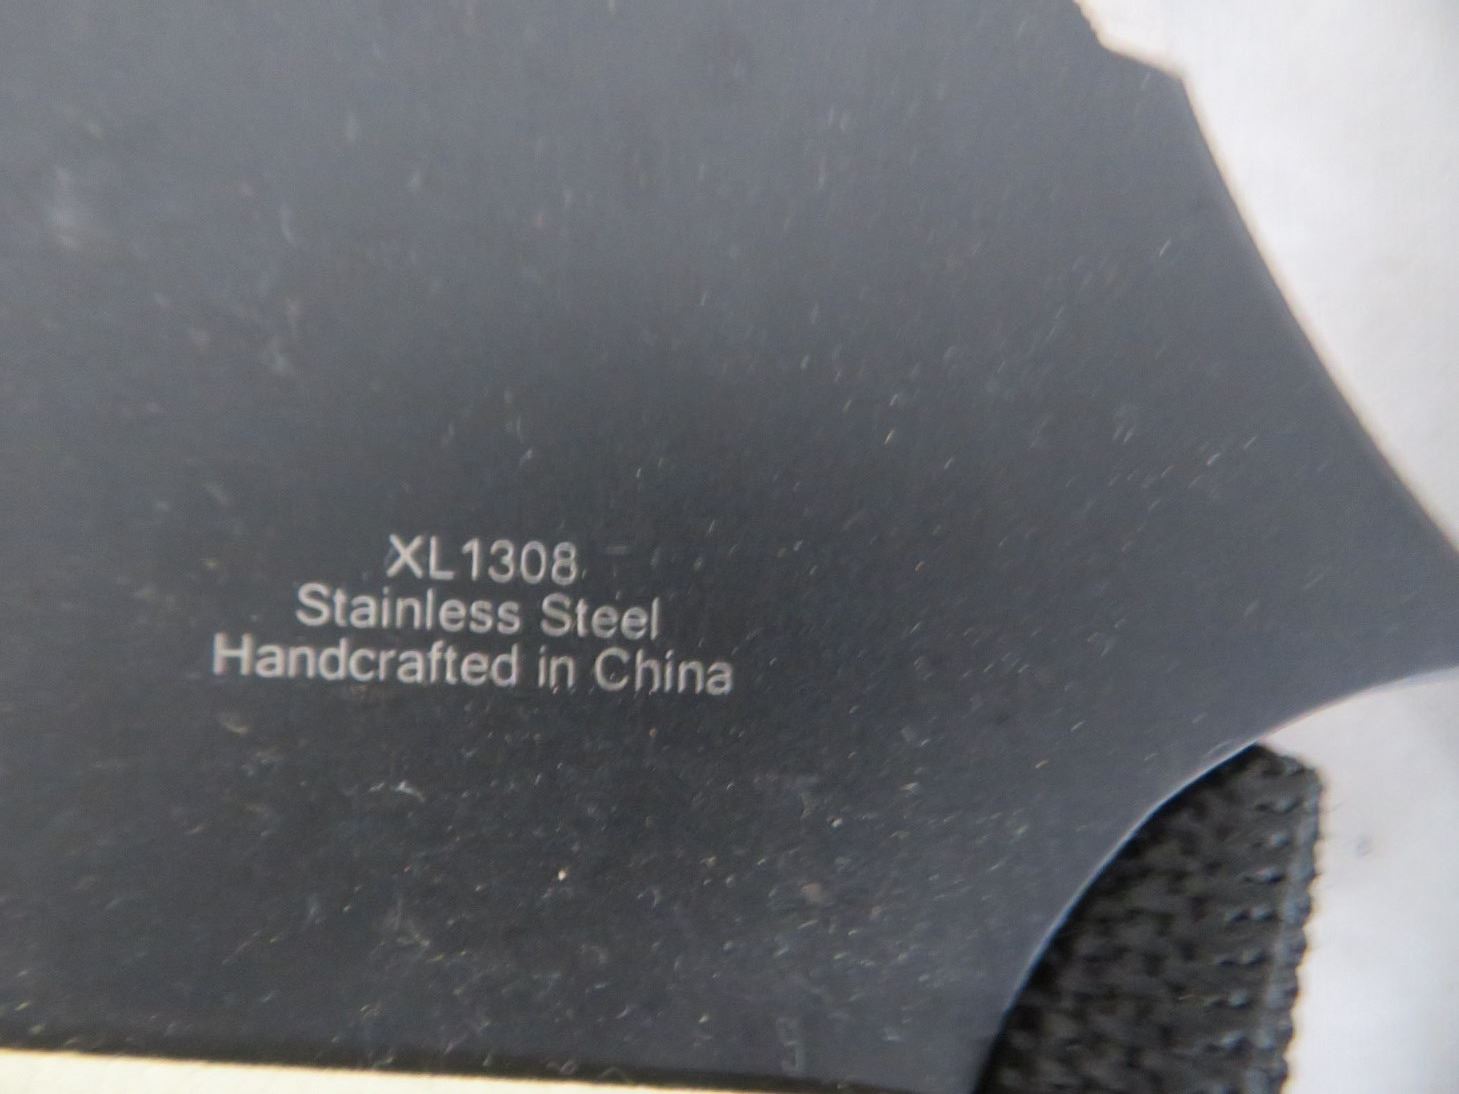 XL1308
Stainless Steel
Handcrafted in China